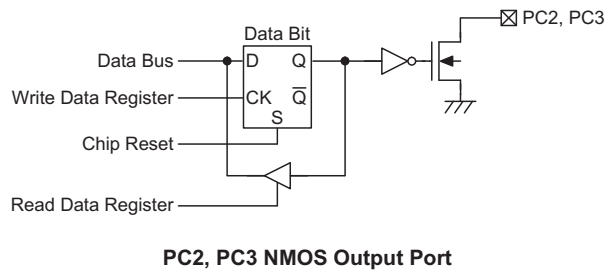 PC2, PC3
Data Bit
Data Bus
D Q
Write Data Register
CK Q̅
S
Chip Reset
Read Data Register
PC2, PC3 NMOS Output Port